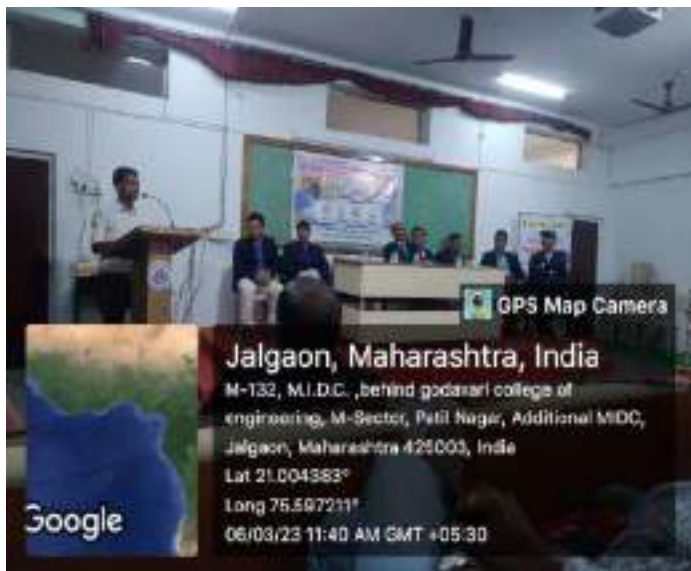 GPS Map Camera
Jalgaon, Maharashtra, India
M-132, M.I.D.C. ,behind godavari college of
engineering, M-Sector, Patil Nagar, Additional MIDC,
Jalgaon, Maharashtra 425003, India
Lat 21.004383°
Long 75.597211°
06/03/23 11:40 AM GMT +05:30
Google